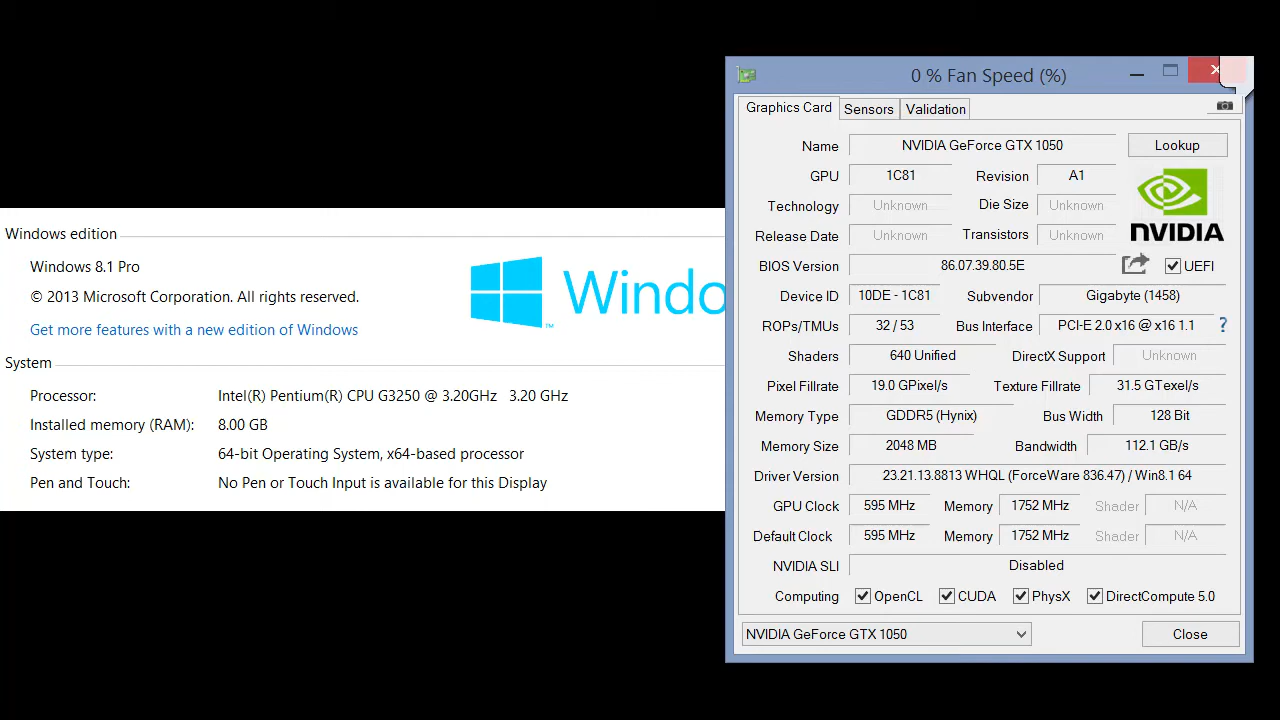 Windows edition
Windows 8.1 Pro
© 2013 Microsoft Corporation. All rights reserved.
Get more features with a new edition of Windows
Windo
™
System
Processor: Intel(R) Pentium(R) CPU G3250 @ 3.20GHz 3.20 GHz
Installed memory (RAM): 8.00 GB
System type: 64-bit Operating System, x64-based processor
Pen and Touch: No Pen or Touch Input is available for this Display
0 % Fan Speed (%)
Graphics Card Sensors Validation
Name NVIDIA GeForce GTX 1050 Lookup
GPU 1C81 Revision A1
Technology Unknown Die Size Unknown
Release Date Unknown Transistors Unknown
NVIDIA
BIOS Version 86.07.39.80.5E UEFI
Device ID 10DE - 1C81 Subvendor Gigabyte (1458)
ROPs/TMUs 32 / 53 Bus Interface PCI-E 2.0 x16 @ x16 1.1 ?
Shaders 640 Unified DirectX Support Unknown
Pixel Fillrate 19.0 GPixel/s Texture Fillrate 31.5 GTexel/s
Memory Type GDDR5 (Hynix) Bus Width 128 Bit
Memory Size 2048 MB Bandwidth 112.1 GB/s
Driver Version 23.21.13.8813 WHQL (ForceWare 836.47) / Win8.1 64
GPU Clock 595 MHz Memory 1752 MHz Shader N/A
Default Clock 595 MHz Memory 1752 MHz Shader N/A
NVIDIA SLI Disabled
Computing OpenCL CUDA PhysX DirectCompute 5.0
NVIDIA GeForce GTX 1050 Close